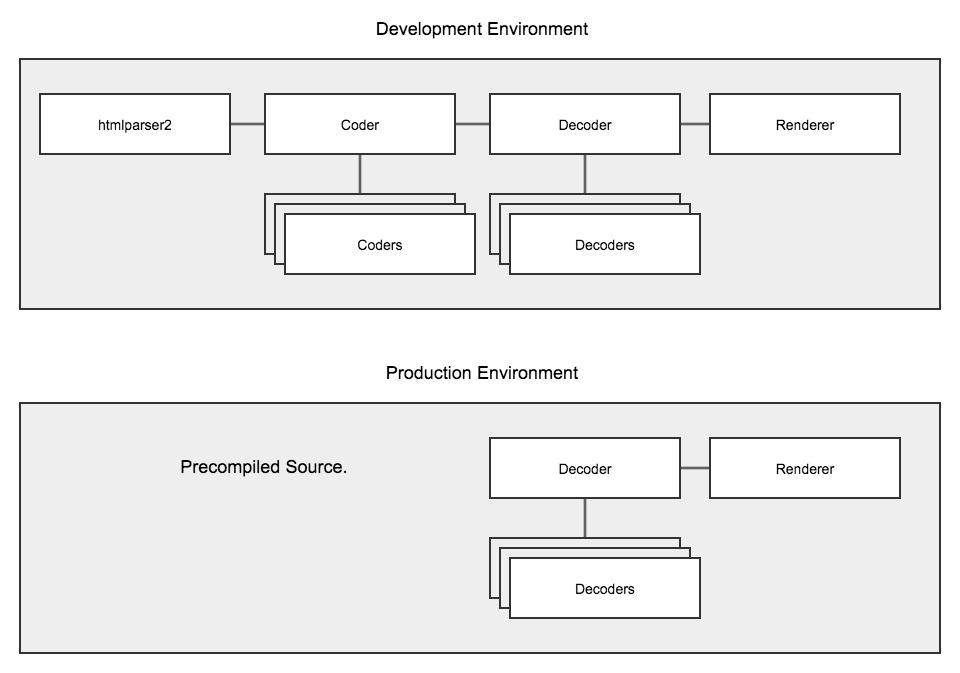 Development Environment
htmlparser2
Coder
Decoder
Renderer
Coders
Decoders
Production Environment
Precompiled Source.
Decoder
Renderer
Decoders